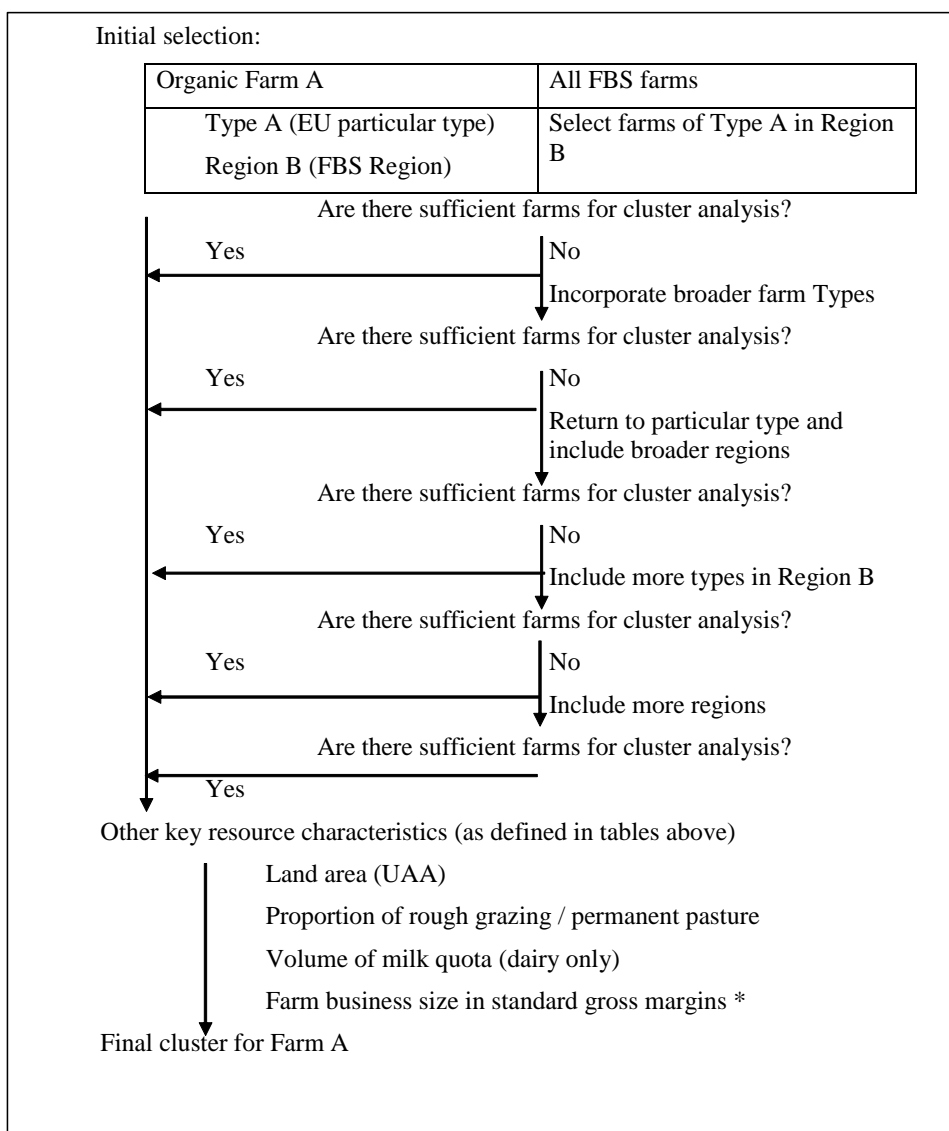 Initial selection:
Organic Farm A
All FBS farms
Type A (EU particular type)
Region B (FBS Region)
Select farms of Type A in Region
B
Are there sufficient farms for cluster analysis?
Yes
No
Incorporate broader farm Types
Are there sufficient farms for cluster analysis?
Yes
No
Return to particular type and
include broader regions
Are there sufficient farms for cluster analysis?
Yes
No
Include more types in Region B
Are there sufficient farms for cluster analysis?
Yes
No
Include more regions
Are there sufficient farms for cluster analysis?
Yes
Other key resource characteristics (as defined in tables above)
Land area (UAA)
Proportion of rough grazing / permanent pasture
Volume of milk quota (dairy only)
Farm business size in standard gross margins *
Final cluster for Farm A